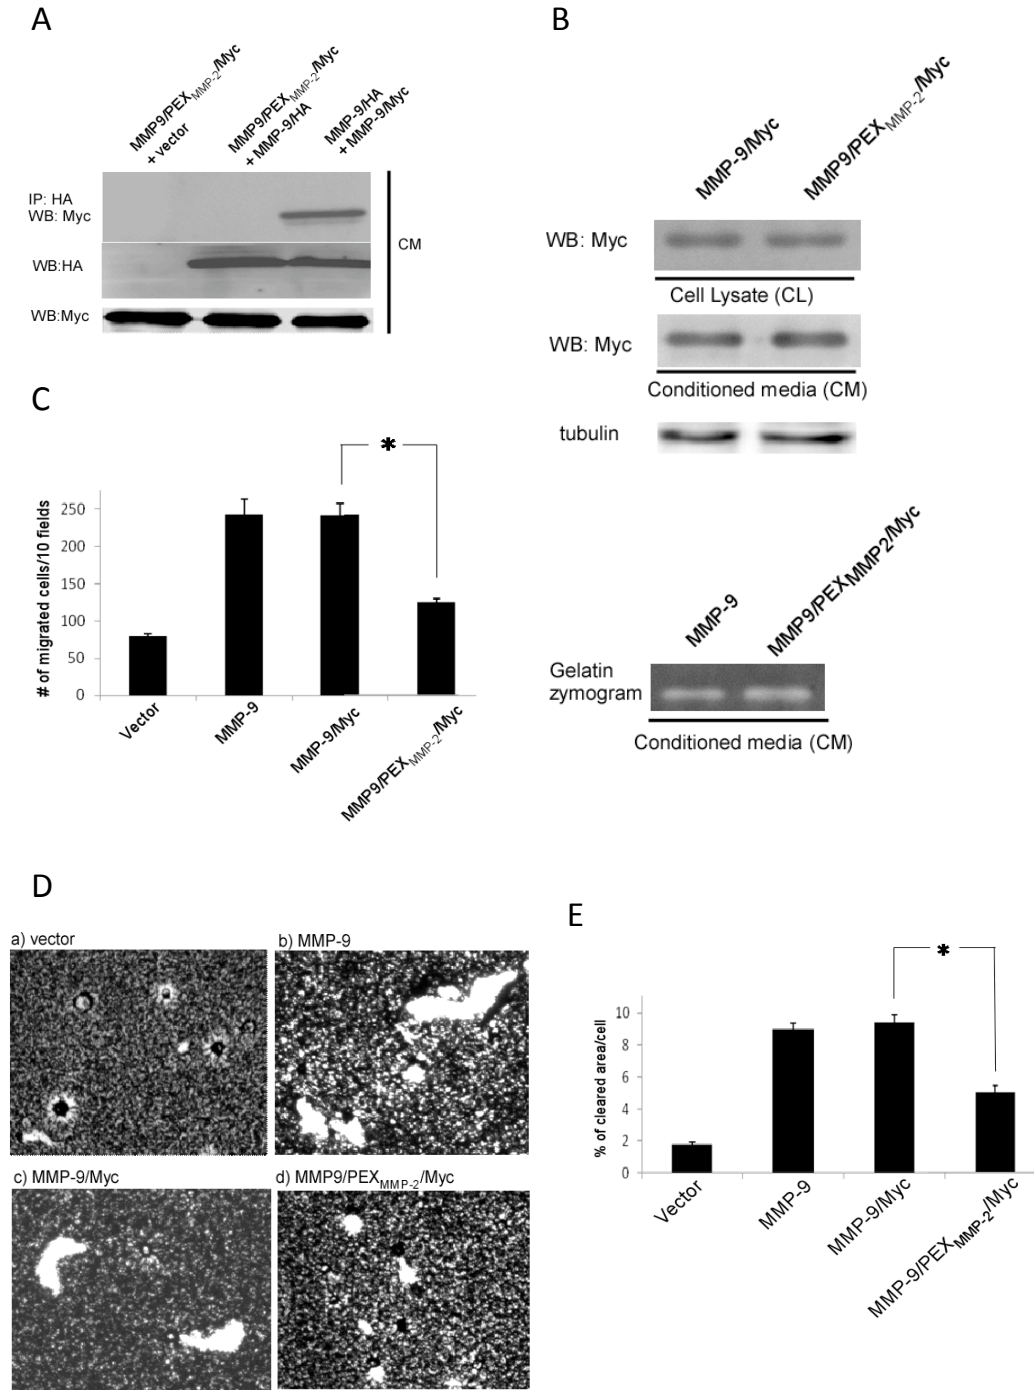 A
MMP9/PEXMMP-2/Myc
+ vector
MMP9/PEXMMP-2/Myc
+ MMP-9/HA
MMP-9/HA
+ MMP-9/Myc
IP: HA
WB: Myc
WB:HA
WB:Myc
CM
B
MMP-9/Myc
MMP9/PEXMMP-2/Myc
WB: Myc
Cell Lysate (CL)
WB: Myc
Conditioned media (CM)
tubulin
MMP-9
MMP9/PEXMMP2/Myc
Gelatin
zymogram
Conditioned media (CM)
C
*
# of migrated cells/10 fields
250
200
150
100
50
0
Vector
MMP-9
MMP-9/Myc
MMP9/PEXMMP-2/Myc
D
a) vector
b) MMP-9
c) MMP-9/Myc
d) MMP9/PEXMMP-2/Myc
E
*
% of cleared area/cell
10
8
6
4
2
0
Vector
MMP-9
MMP-9/Myc
MMP-9/PEXMMP-2/Myc